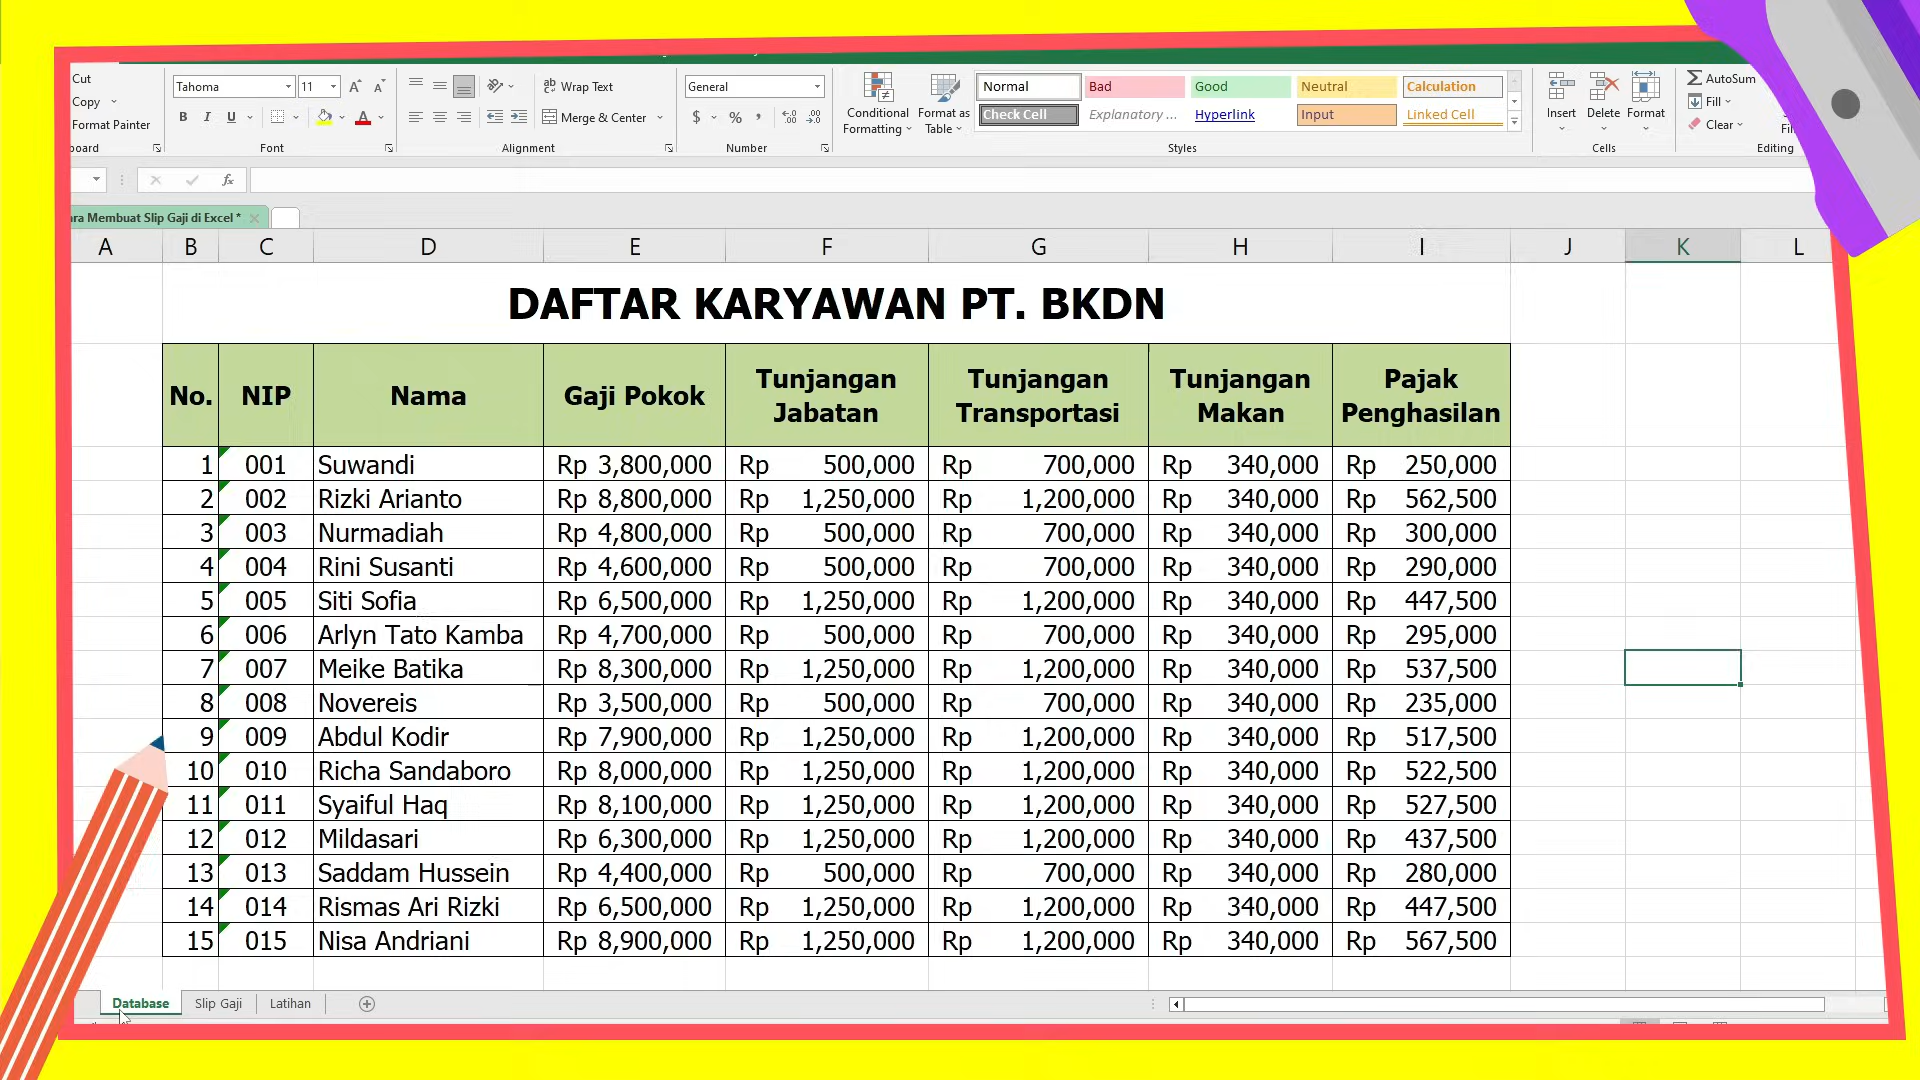 Cut
Copy
Format Painter
Tahoma 11
Wrap Text
Merge & Center
General
Conditional Formatting
Format as Table
Normal Bad Good Neutral Calculation
Check Cell Explanatory ... Hyperlink Input Linked Cell
Insert Delete Format
AutoSum
Fill
Clear
Font Alignment Number Styles Cells Editing
fx
ara Membuat Slip Gaji di Excel *
A B C D E F G H I J K L
DAFTAR KARYAWAN PT. BKDN
No. NIP Nama Gaji Pokok Tunjangan Jabatan Tunjangan Transportasi Tunjangan Makan Pajak Penghasilan
1 001 Suwandi Rp 3,800,000 Rp 500,000 Rp 700,000 Rp 340,000 Rp 250,000
2 002 Rizki Arianto Rp 8,800,000 Rp 1,250,000 Rp 1,200,000 Rp 340,000 Rp 562,500
3 003 Nurmadiah Rp 4,800,000 Rp 500,000 Rp 700,000 Rp 340,000 Rp 300,000
4 004 Rini Susanti Rp 4,600,000 Rp 500,000 Rp 700,000 Rp 340,000 Rp 290,000
5 005 Siti Sofia Rp 6,500,000 Rp 1,250,000 Rp 1,200,000 Rp 340,000 Rp 447,500
6 006 Arlyn Tato Kamba Rp 4,700,000 Rp 500,000 Rp 700,000 Rp 340,000 Rp 295,000
7 007 Meike Batika Rp 8,300,000 Rp 1,250,000 Rp 1,200,000 Rp 340,000 Rp 537,500
8 008 Novereis Rp 3,500,000 Rp 500,000 Rp 700,000 Rp 340,000 Rp 235,000
9 009 Abdul Kodir Rp 7,900,000 Rp 1,250,000 Rp 1,200,000 Rp 340,000 Rp 517,500
10 010 Richa Sandaboro Rp 8,000,000 Rp 1,250,000 Rp 1,200,000 Rp 340,000 Rp 522,500
11 011 Syaiful Haq Rp 8,100,000 Rp 1,250,000 Rp 1,200,000 Rp 340,000 Rp 527,500
12 012 Mildasari Rp 6,300,000 Rp 1,250,000 Rp 1,200,000 Rp 340,000 Rp 437,500
13 013 Saddam Hussein Rp 4,400,000 Rp 500,000 Rp 700,000 Rp 340,000 Rp 280,000
14 014 Rismas Ari Rizki Rp 6,500,000 Rp 1,250,000 Rp 1,200,000 Rp 340,000 Rp 447,500
15 015 Nisa Andriani Rp 8,900,000 Rp 1,250,000 Rp 1,200,000 Rp 340,000 Rp 567,500
Database Slip Gaji Latihan